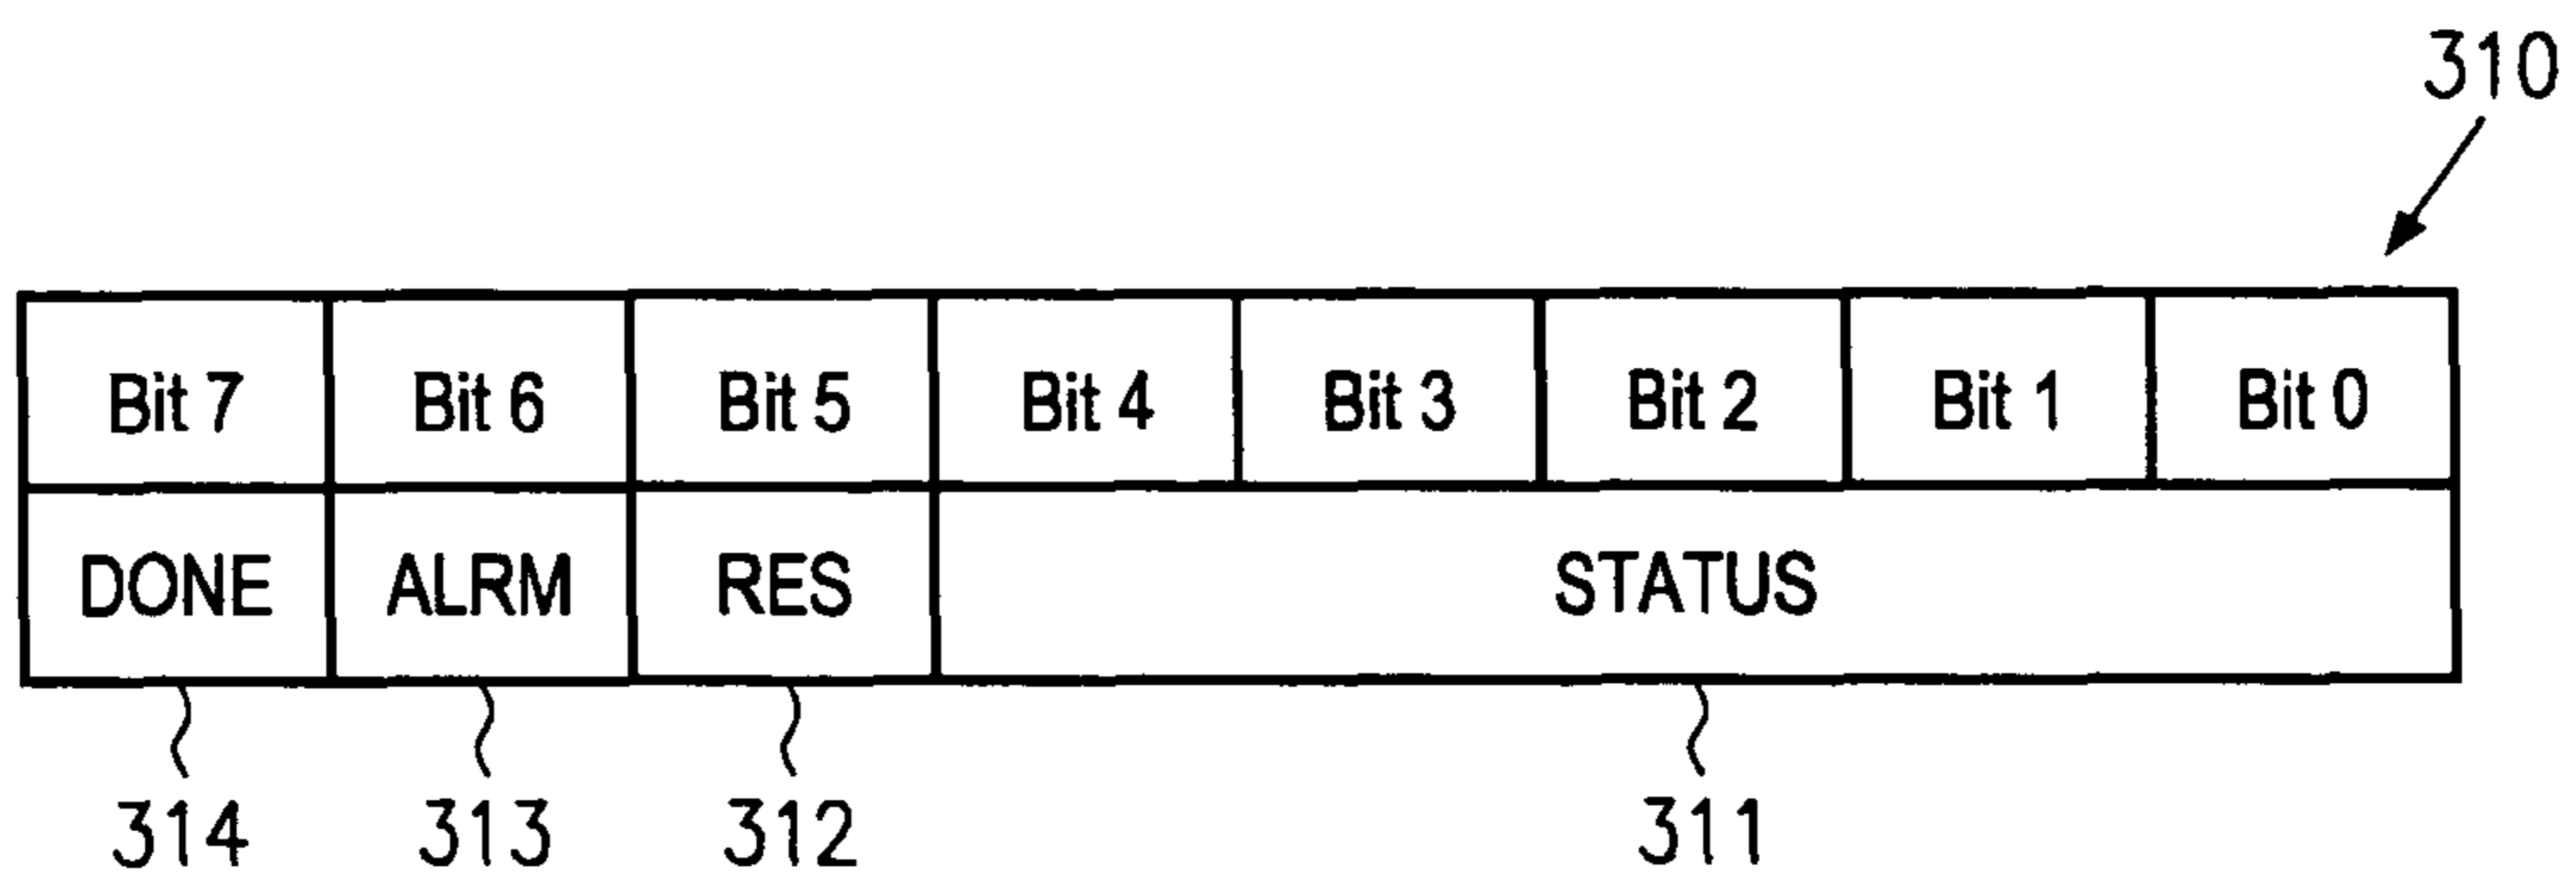 310
Bit 7 Bit 6 Bit 5 Bit 4 Bit 3 Bit 2 Bit 1 Bit 0
DONE ALRM RES STATUS
314 313 312 311